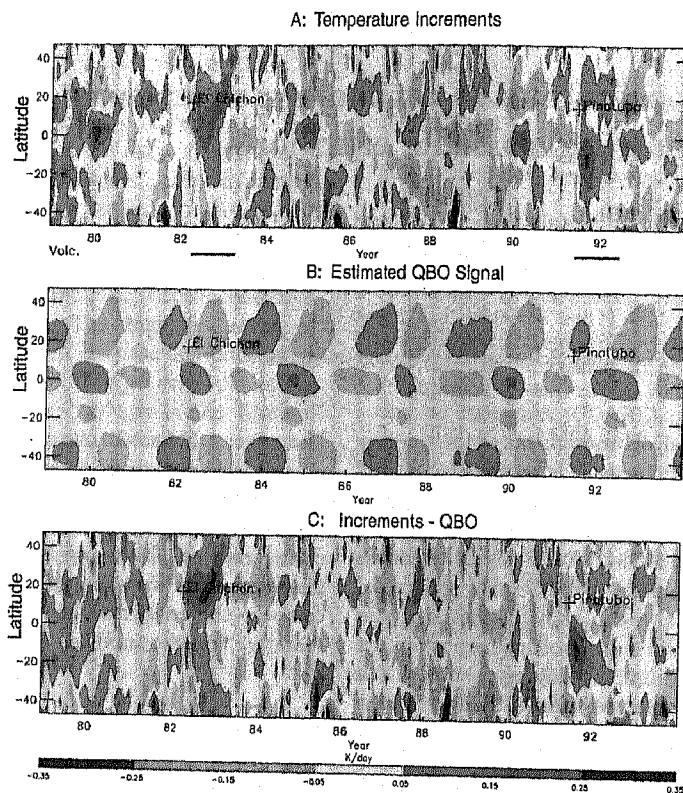 A: Temperature Increments
Latitude
40
20
0
-20
-40
El Chichon
Pinatubo
80 82 84 86 88 90 92
Volc.
Year
B: Estimated QBO Signal
Latitude
40
20
0
-20
-40
El Chichon
Pinatubo
80 82 84 86 88 90 92
Year
C: Increments - QBO
Latitude
40
20
0
-20
-40
El Chichon
Pinatubo
80 82 84 86 88 90 92
Year
K/day
-0.35 -0.25 -0.15 -0.05 0.05 0.15 0.25 0.35